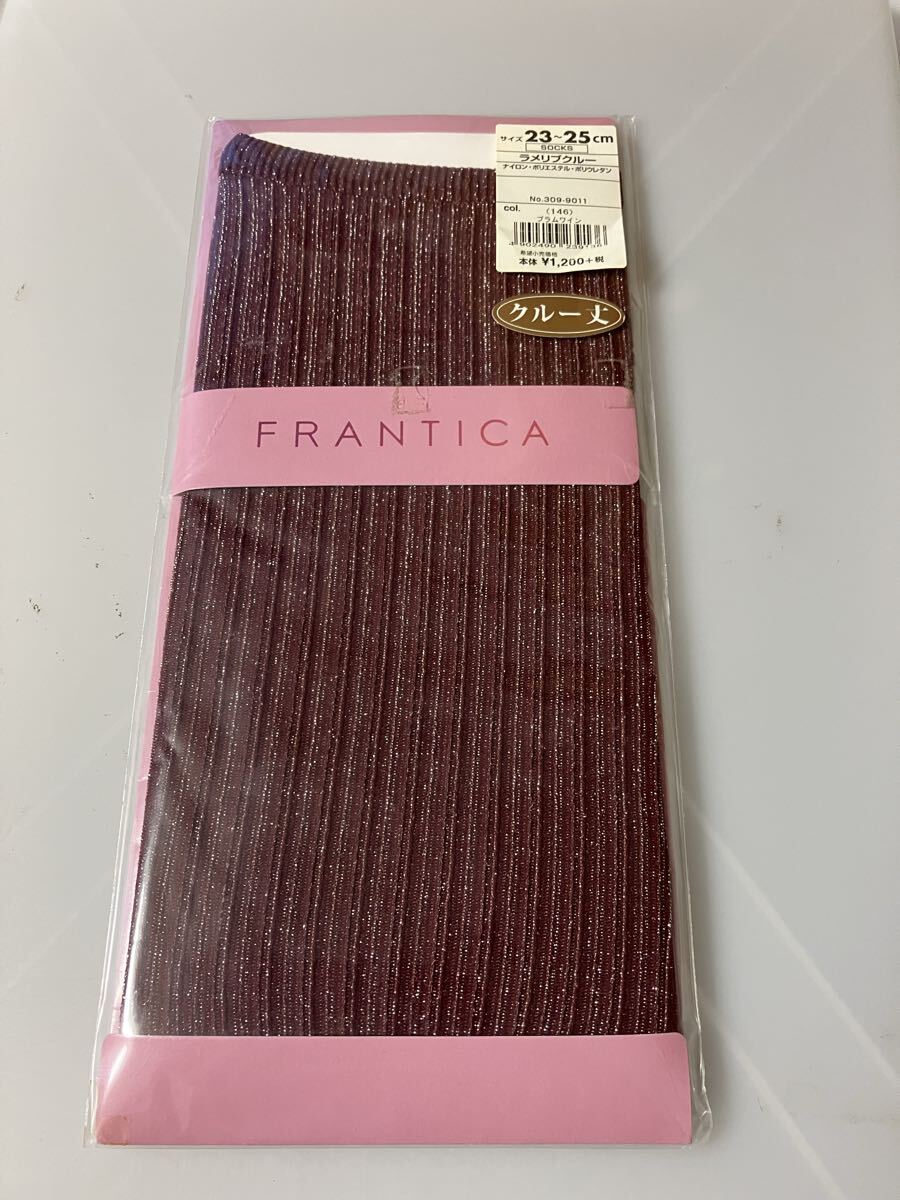 サイズ 23~25cm
SOCKS
ラメリブクルー
ナイロン・ポリエステル・ポリウレタン
No.309-9011
col. (146)
プラムワイン
4902490 239136
希望小売価格
本体 ¥1,200+税
クルー丈
FRANTICA